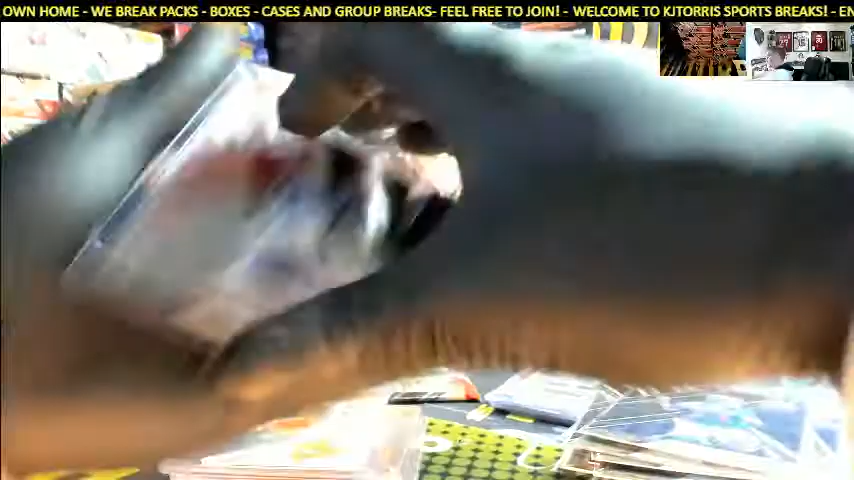 OWN HOME - WE BREAK PACKS - BOXES - CASES AND GROUP BREAKS- FEEL FREE TO JOIN! - WELCOME TO KJTORRIS SPORTS BREAKS! - EN